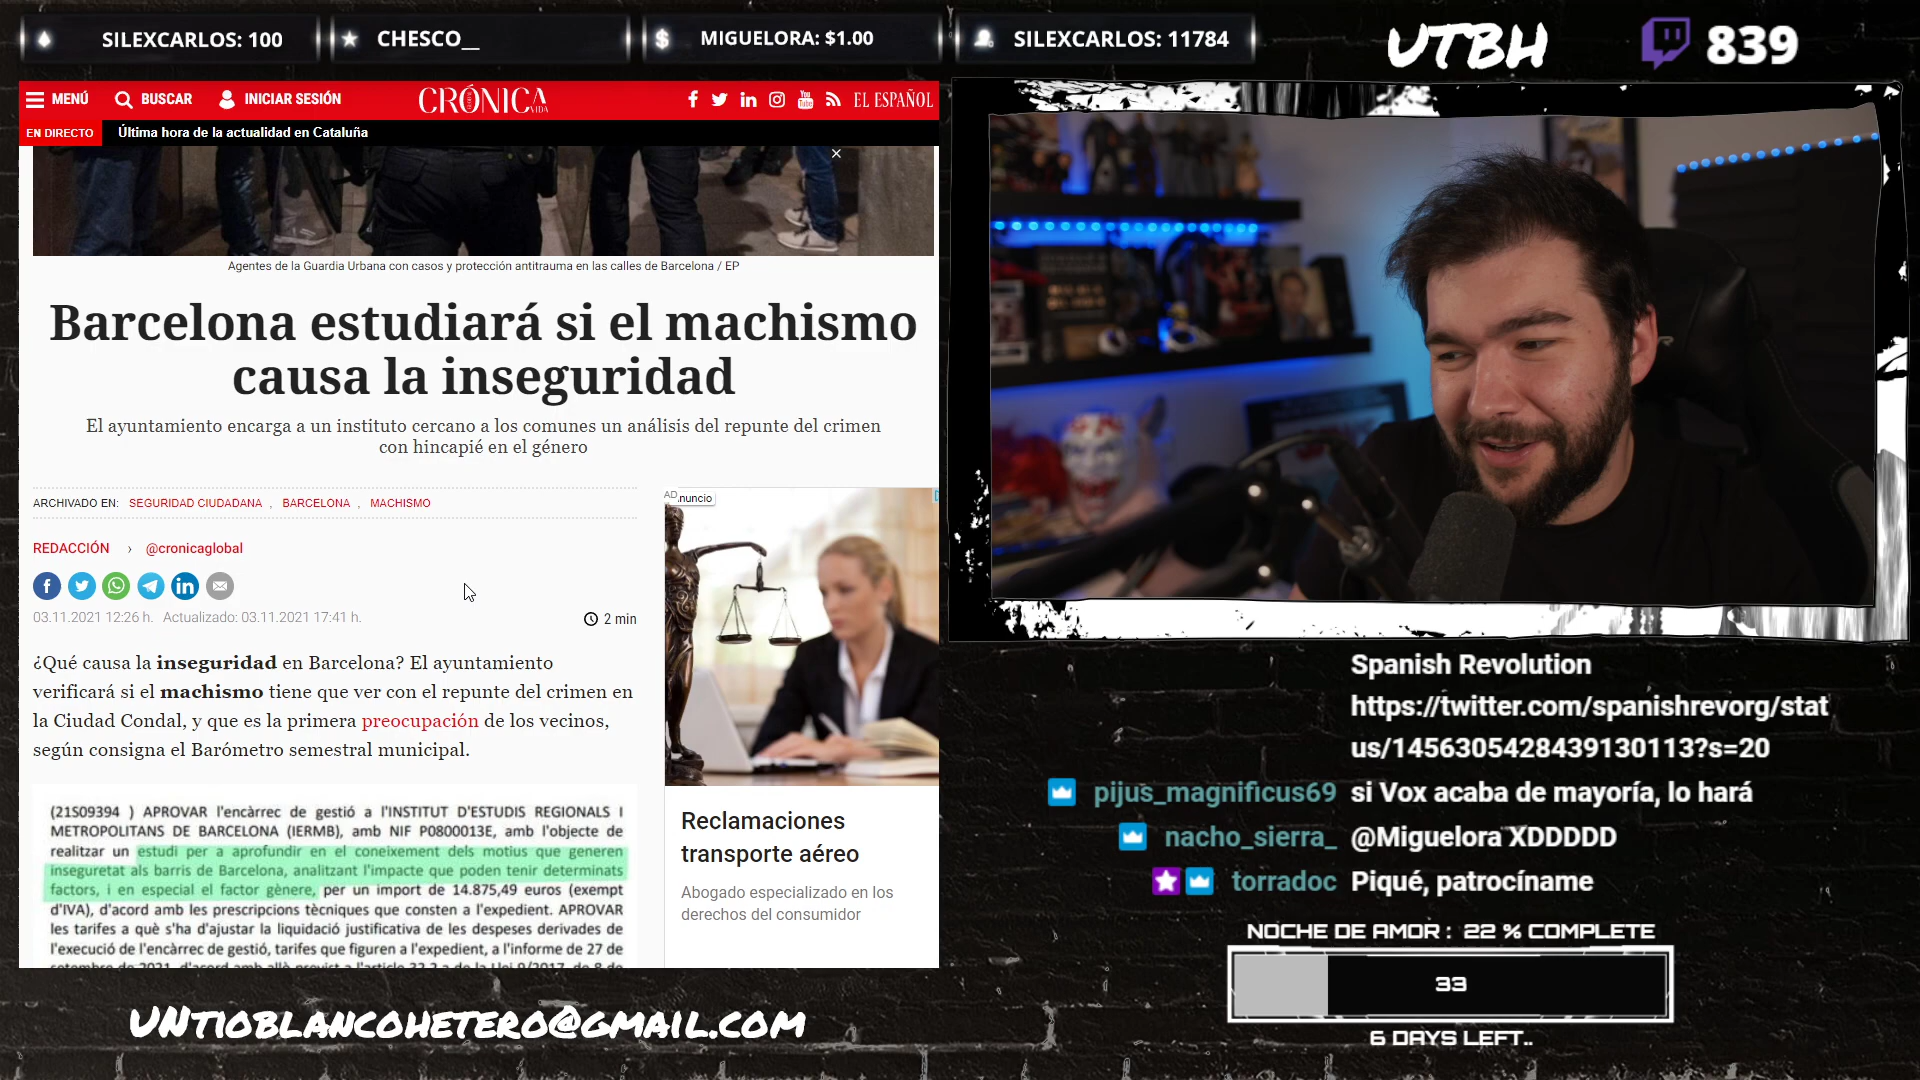 SILEXCARLOS: 100
CHESCO__
$ MIGUELORA: $1.00
SILEXCARLOS: 11784
UTBH
839
MENÚ
BUSCAR
INICIAR SESIÓN
CRÓNICA
VIDA
EL ESPAÑOL
EN DIRECTO
Última hora de la actualidad en Cataluña
Agentes de la Guardia Urbana con casos y protección antitrauma en las calles de Barcelona / EP
Barcelona estudiará si el machismo
causa la inseguridad
El ayuntamiento encarga a un instituto cercano a los comunes un análisis del repunte del crimen
con hincapié en el género
ARCHIVADO EN: SEGURIDAD CIUDADANA , BARCELONA , MACHISMO
REDACCIÓN › @cronicaglobal
03.11.2021 12:26 h. Actualizado: 03.11.2021 17:41 h.
2 min
¿Qué causa la inseguridad en Barcelona? El ayuntamiento
verificará si el machismo tiene que ver con el repunte del crimen en
la Ciudad Condal, y que es la primera preocupación de los vecinos,
según consigna el Barómetro semestral municipal.
(21S09394 ) APROVAR l'encàrrec de gestió a l'INSTITUT D'ESTUDIS REGIONALS I
METROPOLITANS DE BARCELONA (IERMB), amb NIF P0800013E, amb l'objecte de
realitzar un estudi per a aprofundir en el coneixement dels motius que generen
inseguretat als barris de Barcelona, analitzant l'impacte que poden tenir determinats
factors, i en especial el factor gènere, per un import de 14.875,49 euros (exempt
d'IVA), d'acord amb les prescripcions tècniques que consten a l'expedient. APROVAR
les tarifes a què s'ha d'ajustar la liquidació justificativa de les despeses derivades de
l'execució de l'encàrrec de gestió, tarifes que figuren a l'expedient, a l'informe de 27 de
AD
nuncio
Reclamaciones
transporte aéreo
Abogado especializado en los
derechos del consumidor
Spanish Revolution
https://twitter.com/spanishrevorg/stat
us/1456305428439130113?s=20
pijus_magnificus69 si Vox acaba de mayoría, lo hará
nacho_sierra_ @Miguelora XDDDDD
torradoc Piqué, patrocíname
NOCHE DE AMOR : 22 % COMPLETE
33
6 DAYS LEFT..
UNTIOBLANCOHETERO@GMAIL.COM